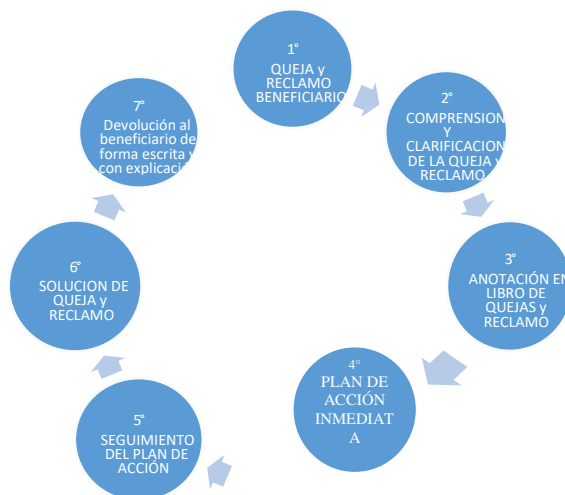 1°
QUEJA y
RECLAMO
BENEFICIARIO
2°
COMPRENSION
Y
CLARIFICACION
DE LA QUEJA y
RECLAMO
3°
ANOTACIÓN EN
LIBRO DE
QUEJAS y
RECLAMO
4°
PLAN DE
ACCIÓN
INMEDIAT
A
5°
SEGUIMIENTO
DEL PLAN DE
ACCIÓN
6°
SOLUCION DE
QUEJA y
RECLAMO
7°
Devolución al
beneficiario de
forma escrita y
con explicación